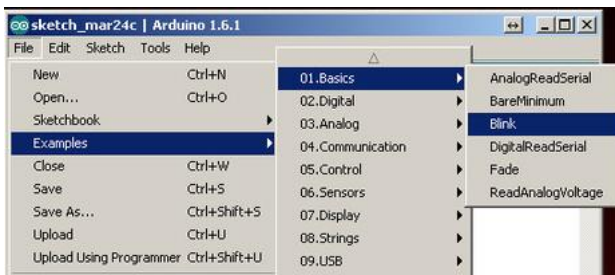 sketch_mar24c | Arduino 1.6.1
File Edit Sketch Tools Help
New Ctrl+N
Open... Ctrl+O
Sketchbook
Examples
Close Ctrl+W
Save Ctrl+S
Save As... Ctrl+Shift+S
Upload Ctrl+U
Upload Using Programmer Ctrl+Shift+U
01.Basics
02.Digital
03.Analog
04.Communication
05.Control
06.Sensors
07.Display
08.Strings
09.USB
AnalogReadSerial
BareMinimum
Blink
DigitalReadSerial
Fade
ReadAnalogVoltage